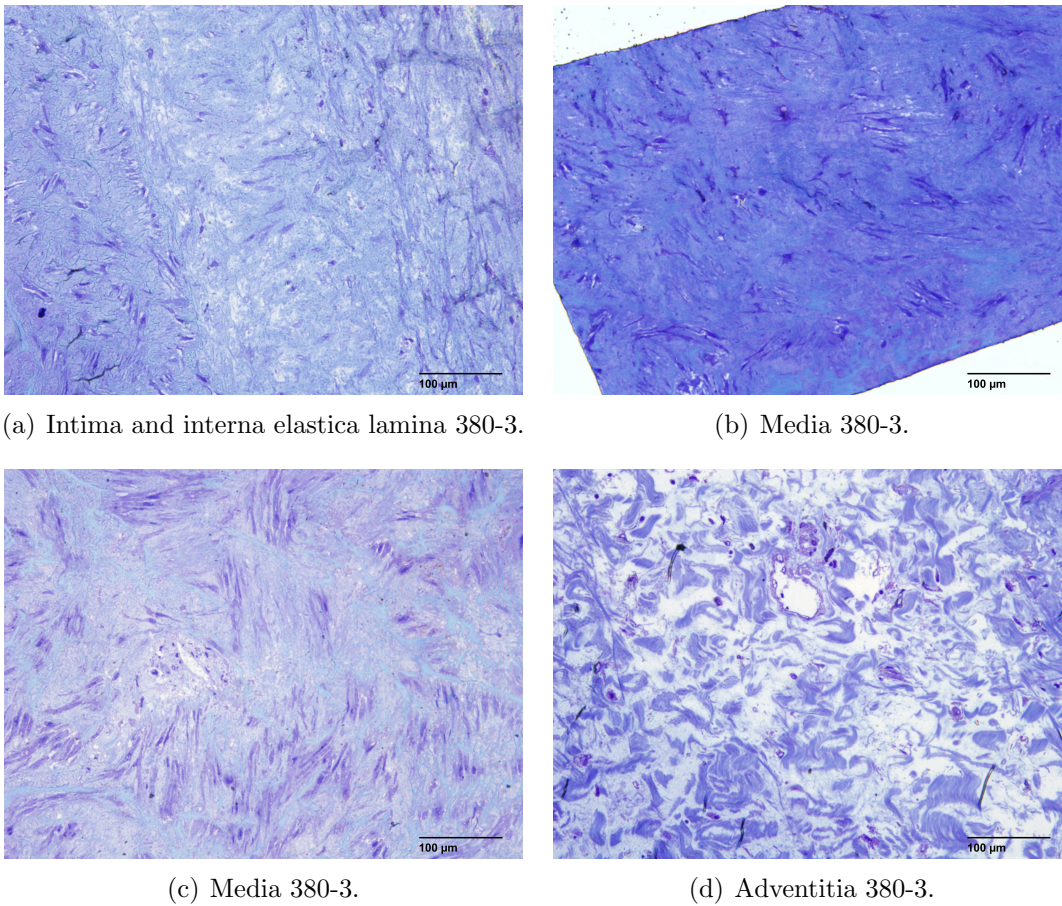 100 µm
100 µm
(a) Intima and interna elastica lamina 380-3.
(b) Media 380-3.
100 µm
100 µm
(c) Media 380-3.
(d) Adventitia 380-3.